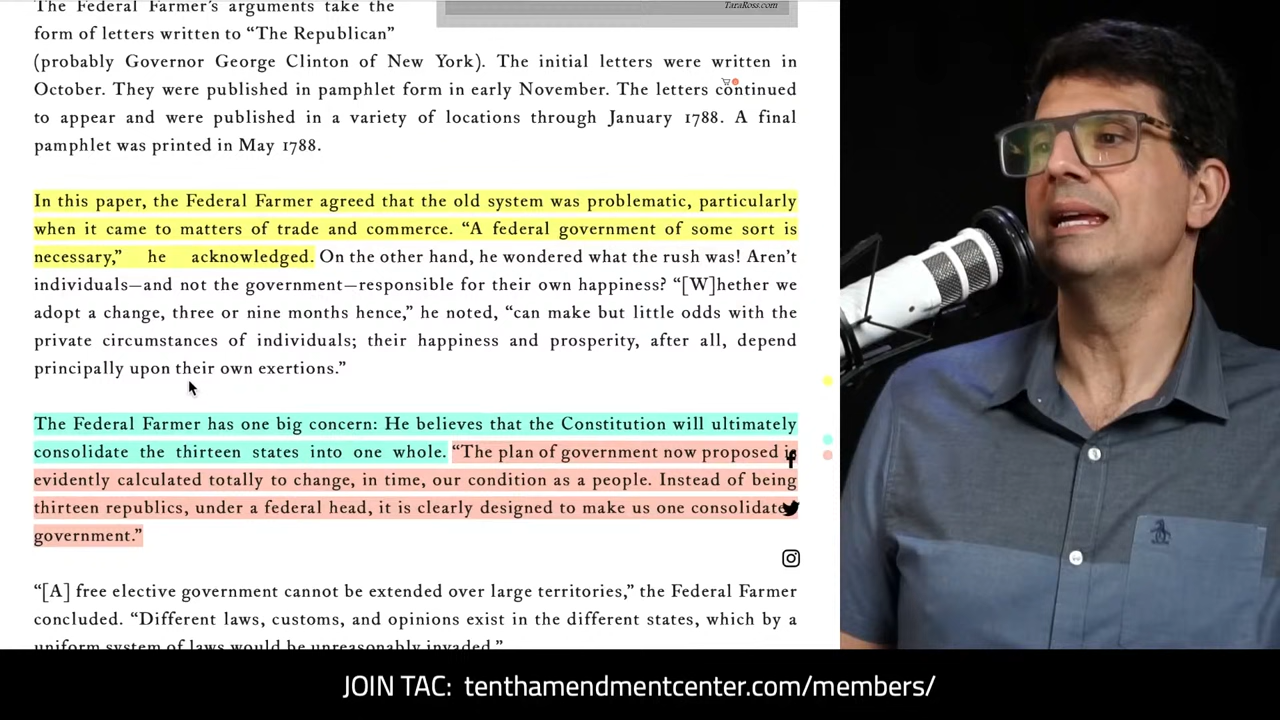 The Federal Farmer's arguments take the
TaraRoss.com
form of letters written to “The Republican”
(probably Governor George Clinton of New York). The initial letters were written in
October. They were published in pamphlet form in early November. The letters continued
to appear and were published in a variety of locations through January 1788. A final
pamphlet was printed in May 1788.
In this paper, the Federal Farmer agreed that the old system was problematic, particularly
when it came to matters of trade and commerce. “A federal government of some sort is
necessary,” he acknowledged. On the other hand, he wondered what the rush was! Aren't
individuals—and not the government—responsible for their own happiness? “[W]hether we
adopt a change, three or nine months hence,” he noted, “can make but little odds with the
private circumstances of individuals; their happiness and prosperity, after all, depend
principally upon their own exertions.”
The Federal Farmer has one big concern: He believes that the Constitution will ultimately
consolidate the thirteen states into one whole. “The plan of government now proposed is
evidently calculated totally to change, in time, our condition as a people. Instead of being
thirteen republics, under a federal head, it is clearly designed to make us one consolidated
government.”
“[A] free elective government cannot be extended over large territories,” the Federal Farmer
concluded. “Different laws, customs, and opinions exist in the different states, which by a
uniform system of laws would be unreasonably invaded.”
JOIN TAC: tenthamendmentcenter.com/members/